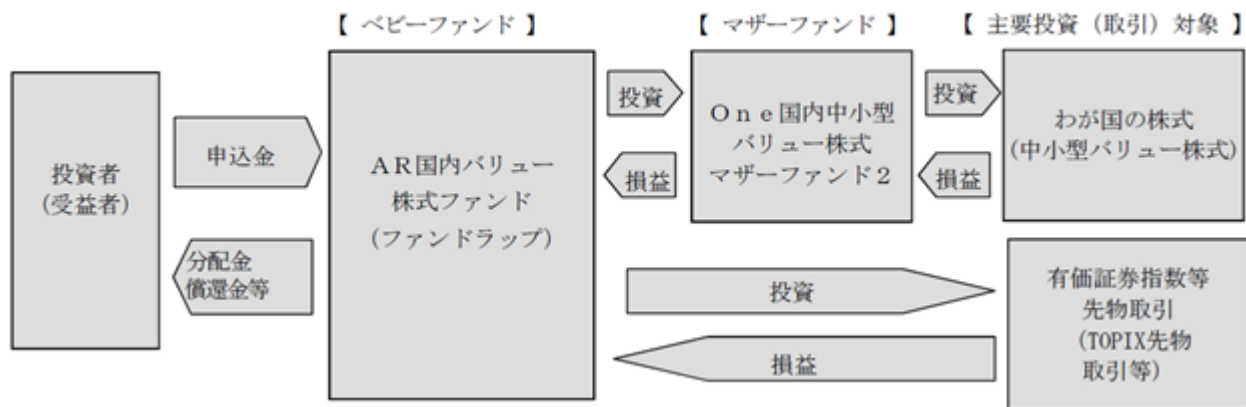 【 ベビーファンド 】
【 マザーファンド 】
【 主要投資（取引）対象 】
投資者
（受益者）
申込金
分配金
償還金等
ＡＲ国内バリュー
株式ファンド
（ファンドラップ）
投資
損益
Ｏｎｅ国内中小型
バリュー株式
マザーファンド２
投資
損益
わが国の株式
(中小型バリュー株式)
投資
損益
有価証券指数等
先物取引
（TOPIX先物
取引等）